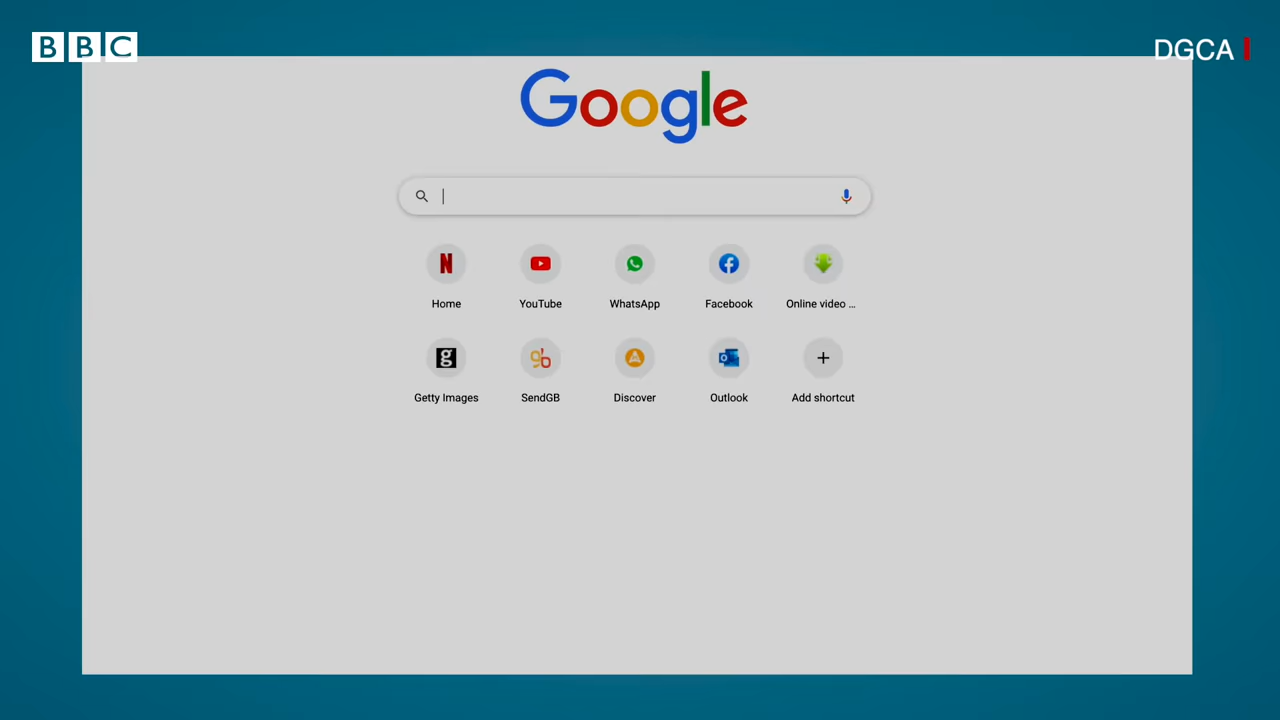 BBC
DGCA
Google
Home YouTube WhatsApp Facebook Online video ...
Getty Images SendGB Discover Outlook Add shortcut